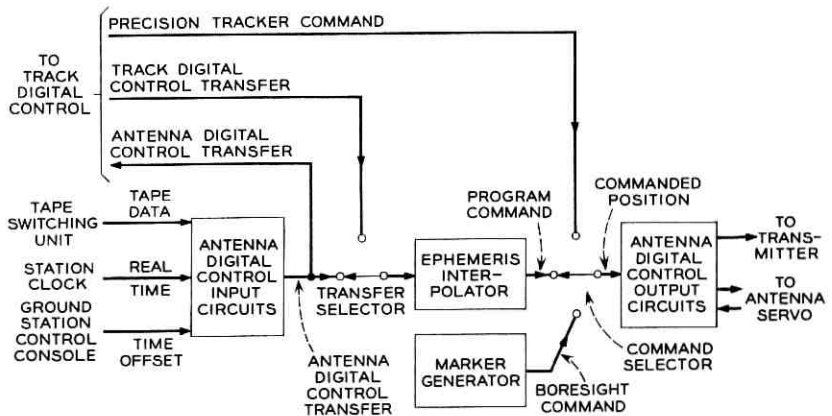 PRECISION TRACKER COMMAND
TO
TRACK
DIGITAL
CONTROL
TRACK DIGITAL
CONTROL TRANSFER
ANTENNA DIGITAL
CONTROL TRANSFER
TAPE
SWITCHING
UNIT
TAPE
DATA
STATION
CLOCK
REAL
TIME
GROUND
STATION
CONTROL
CONSOLE
TIME
OFFSET
ANTENNA
DIGITAL
CONTROL
INPUT
CIRCUITS
TRANSFER
SELECTOR
ANTENNA
DIGITAL
CONTROL
TRANSFER
EPHEMERIS
INTER-
POLATOR
MARKER
GENERATOR
PROGRAM
COMMAND
COMMANDED
POSITION
BORESIGHT
COMMAND
COMMAND
SELECTOR
ANTENNA
DIGITAL
CONTROL
OUTPUT
CIRCUITS
TO
TRANS-
MITTER
TO
ANTENNA
SERVO